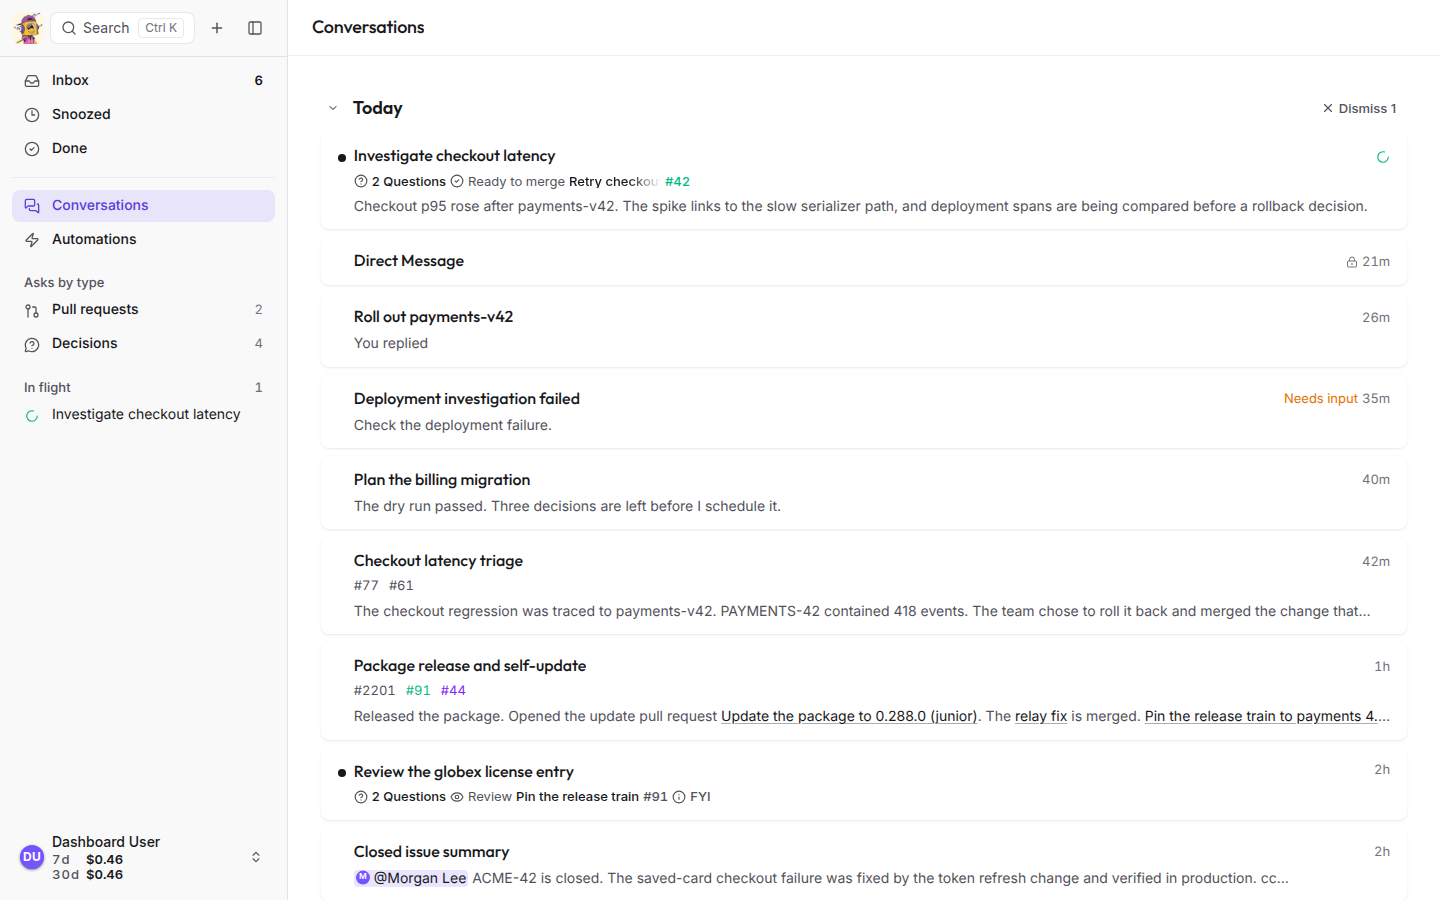 Search Ctrl K
Inbox 6
Snoozed
Done
Conversations
Automations
Asks by type
Pull requests 2
Decisions 4
In flight 1
Investigate checkout latency
DU Dashboard User
7d $0.46
30d $0.46
Conversations
Today
Dismiss 1
Investigate checkout latency
2 Questions Ready to merge Retry checkou #42
Checkout p95 rose after payments-v42. The spike links to the slow serializer path, and deployment spans are being compared before a rollback decision.
Direct Message 21m
Roll out payments-v42 26m
You replied
Deployment investigation failed Needs input 35m
Check the deployment failure.
Plan the billing migration 40m
The dry run passed. Three decisions are left before I schedule it.
Checkout latency triage 42m
#77 #61
The checkout regression was traced to payments-v42. PAYMENTS-42 contained 418 events. The team chose to roll it back and merged the change that...
Package release and self-update 1h
#2201 #91 #44
Released the package. Opened the update pull request Update the package to 0.288.0 (junior). The relay fix is merged. Pin the release train to payments 4....
Review the globex license entry 2h
2 Questions Review Pin the release train #91 FYI
Closed issue summary 2h
M @Morgan Lee ACME-42 is closed. The saved-card checkout failure was fixed by the token refresh change and verified in production. cc...